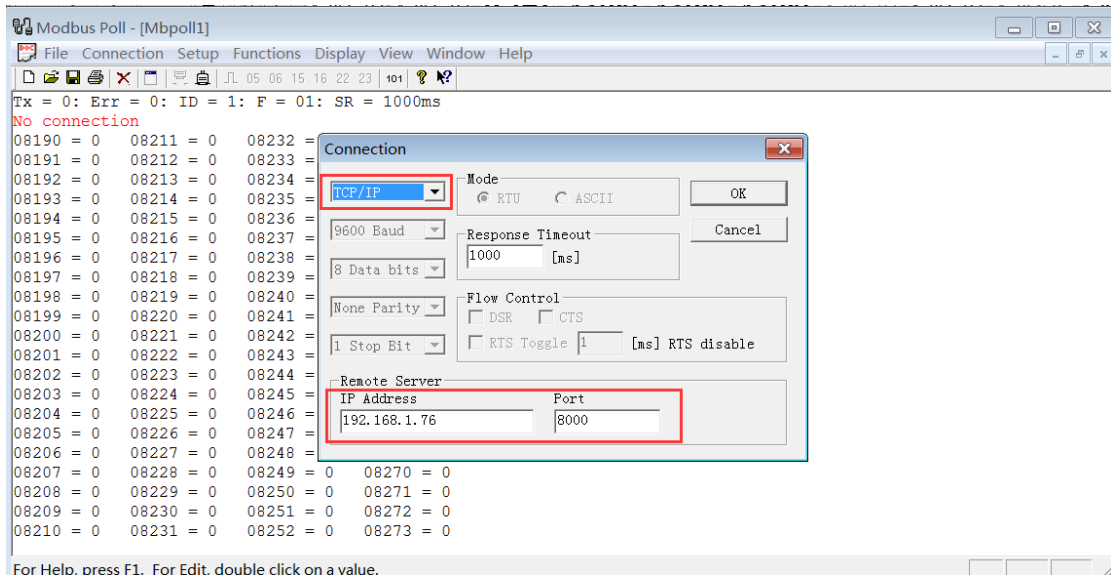 Modbus Poll - [Mbpoll1]
File Connection Setup Functions Display View Window Help
05 06 15 16 22 23 101
Tx = 0: Err = 0: ID = 1: F = 01: SR = 1000ms
No connection
08190 = 0 08211 = 0 08232 =
08191 = 0 08212 = 0 08233 =
08192 = 0 08213 = 0 08234 =
08193 = 0 08214 = 0 08235 =
08194 = 0 08215 = 0 08236 =
08195 = 0 08216 = 0 08237 =
08196 = 0 08217 = 0 08238 =
08197 = 0 08218 = 0 08239 =
08198 = 0 08219 = 0 08240 =
08199 = 0 08220 = 0 08241 =
08200 = 0 08221 = 0 08242 =
08201 = 0 08222 = 0 08243 =
08202 = 0 08223 = 0 08244 =
08203 = 0 08224 = 0 08245 =
08204 = 0 08225 = 0 08246 =
08205 = 0 08226 = 0 08247 =
08206 = 0 08227 = 0 08248 =
08207 = 0 08228 = 0 08249 = 0 08270 = 0
08208 = 0 08229 = 0 08250 = 0 08271 = 0
08209 = 0 08230 = 0 08251 = 0 08272 = 0
08210 = 0 08231 = 0 08252 = 0 08273 = 0
Connection
TCP/IP
9600 Baud
8 Data bits
None Parity
1 Stop Bit
Mode
RTU ASCII
Response Timeout
1000 [ms]
Flow Control
DSR CTS
RTS Toggle 1 [ms] RTS disable
OK
Cancel
Remote Server
IP Address Port
192.168.1.76 8000
For Help, press F1. For Edit, double click on a value.